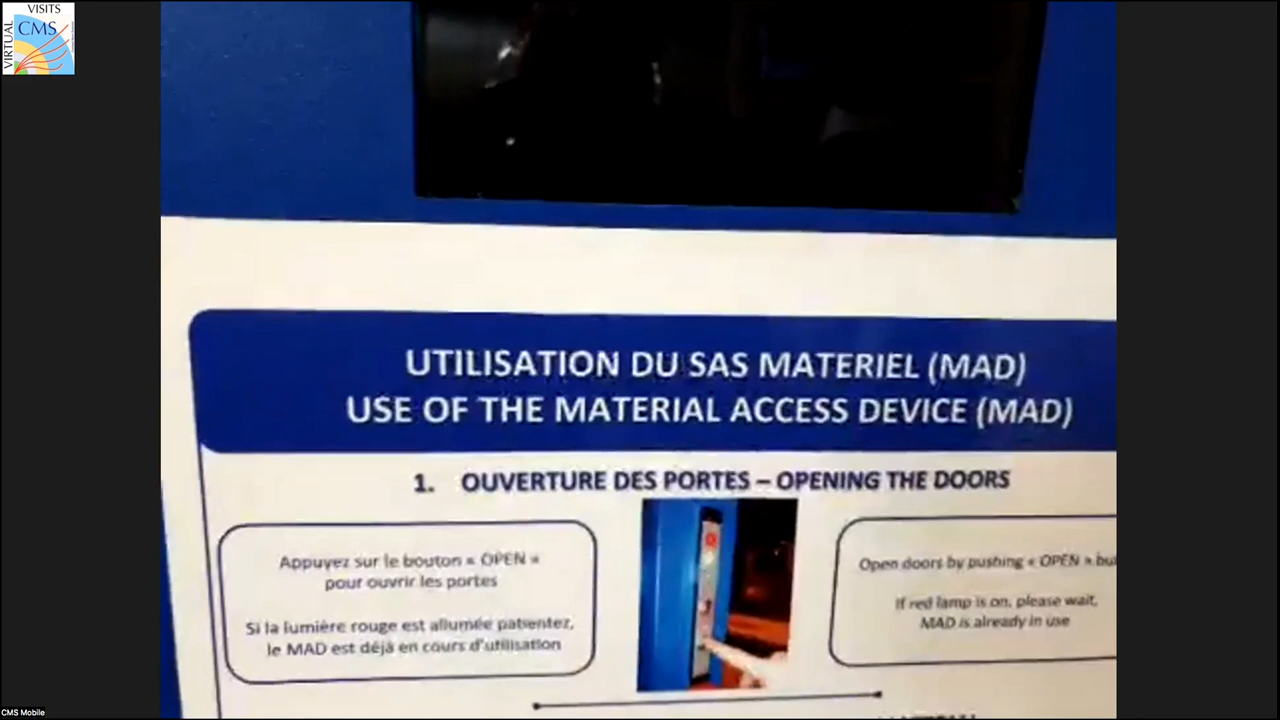 VISITS
CMS
VIRTUAL
UTILISATION DU SAS MATERIEL (MAD)
USE OF THE MATERIAL ACCESS DEVICE (MAD)
1. OUVERTURE DES PORTES – OPENING THE DOORS
Appuyez sur le bouton « OPEN »
pour ouvrir les portes
Si la lumière rouge est allumée patientez,
le MAD est déjà en cours d'utilisation
Open doors by pushing « OPEN »
If red lamp is on, please wait,
MAD is already in use
CMS Mobile